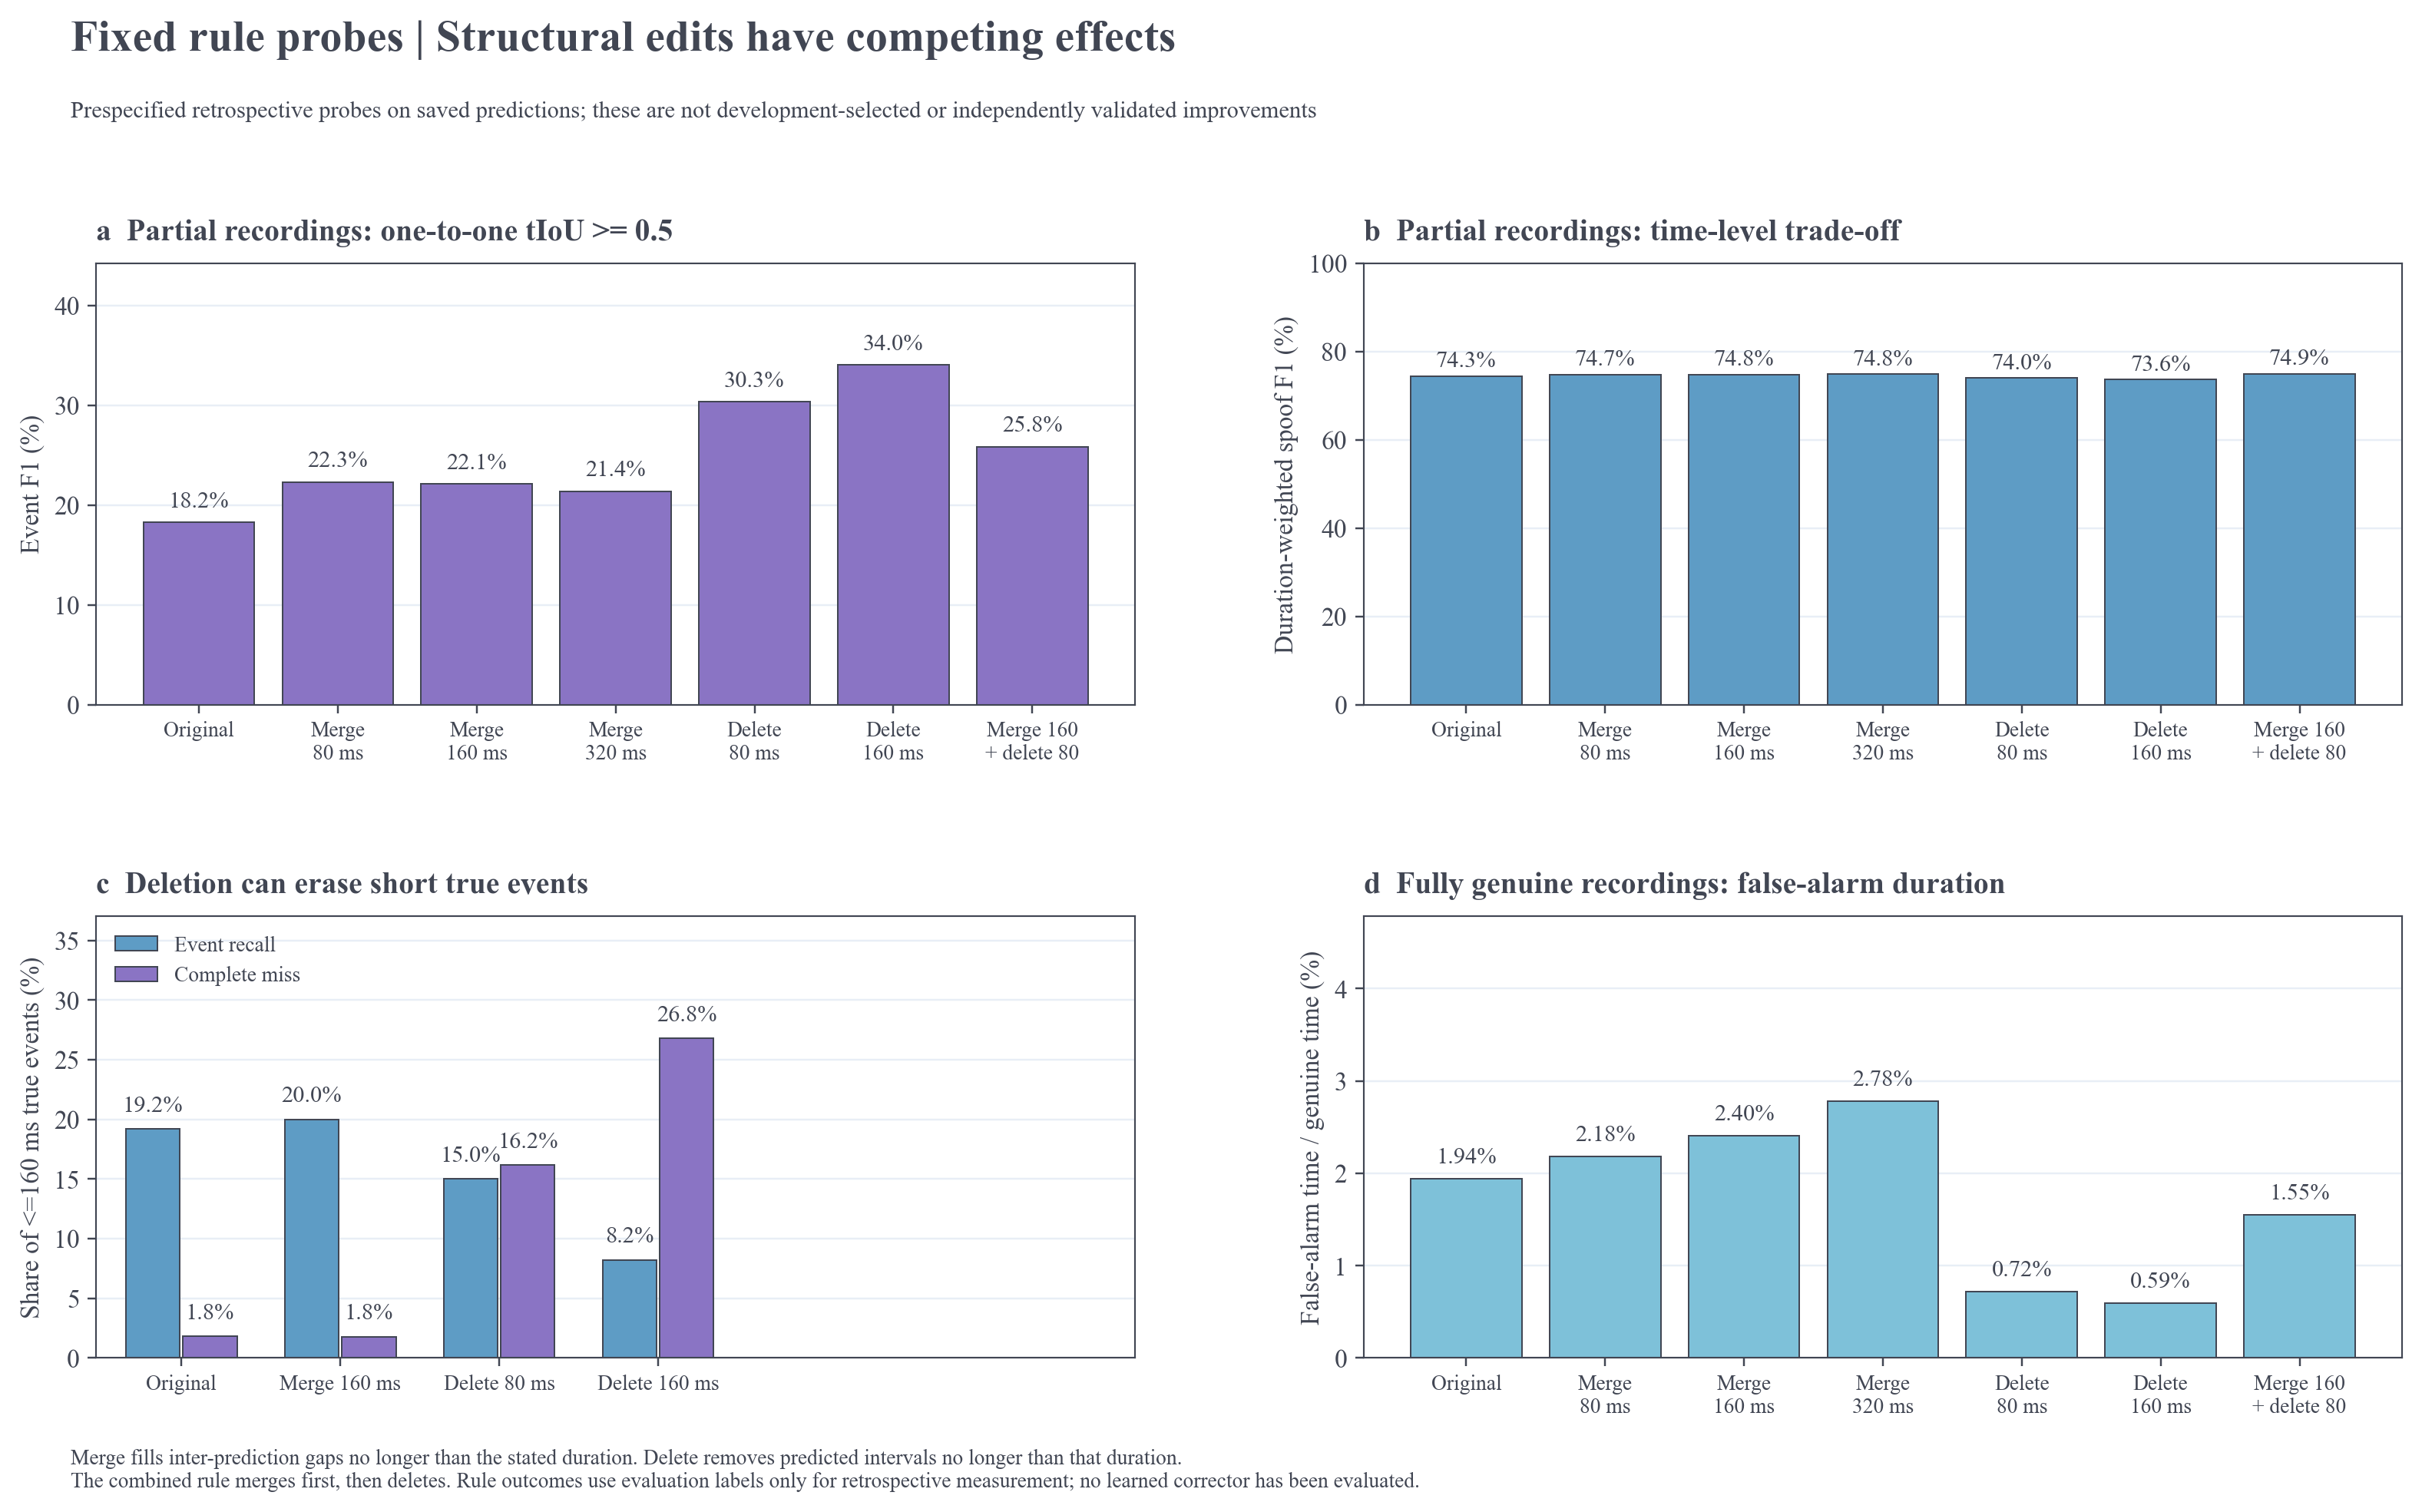 Fixed rule probes | Structural edits have competing effects
Prespecified retrospective probes on saved predictions; these are not development-selected or independently validated improvements
a Partial recordings: one-to-one tIoU >= 0.5
Event F1 (%)
40
30
20
10
0
18.2%
22.3%
22.1%
21.4%
30.3%
34.0%
25.8%
Original
Merge
80 ms
Merge
160 ms
Merge
320 ms
Delete
80 ms
Delete
160 ms
Merge 160
+ delete 80
b Partial recordings: time-level trade-off
Duration-weighted spoof F1 (%)
100
80
60
40
20
0
74.3%
74.7%
74.8%
74.8%
74.0%
73.6%
74.9%
Original
Merge
80 ms
Merge
160 ms
Merge
320 ms
Delete
80 ms
Delete
160 ms
Merge 160
+ delete 80
c Deletion can erase short true events
Share of <=160 ms true events (%)
35
30
25
20
15
10
5
0
Event recall
Complete miss
19.2%
1.8%
20.0%
1.8%
15.0%
16.2%
8.2%
26.8%
Original
Merge 160 ms
Delete 80 ms
Delete 160 ms
d Fully genuine recordings: false-alarm duration
False-alarm time / genuine time (%)
4
3
2
1
0
1.94%
2.18%
2.40%
2.78%
0.72%
0.59%
1.55%
Original
Merge
80 ms
Merge
160 ms
Merge
320 ms
Delete
80 ms
Delete
160 ms
Merge 160
+ delete 80
Merge fills inter-prediction gaps no longer than the stated duration. Delete removes predicted intervals no longer than that duration.
The combined rule merges first, then deletes. Rule outcomes use evaluation labels only for retrospective measurement; no learned corrector has been evaluated.